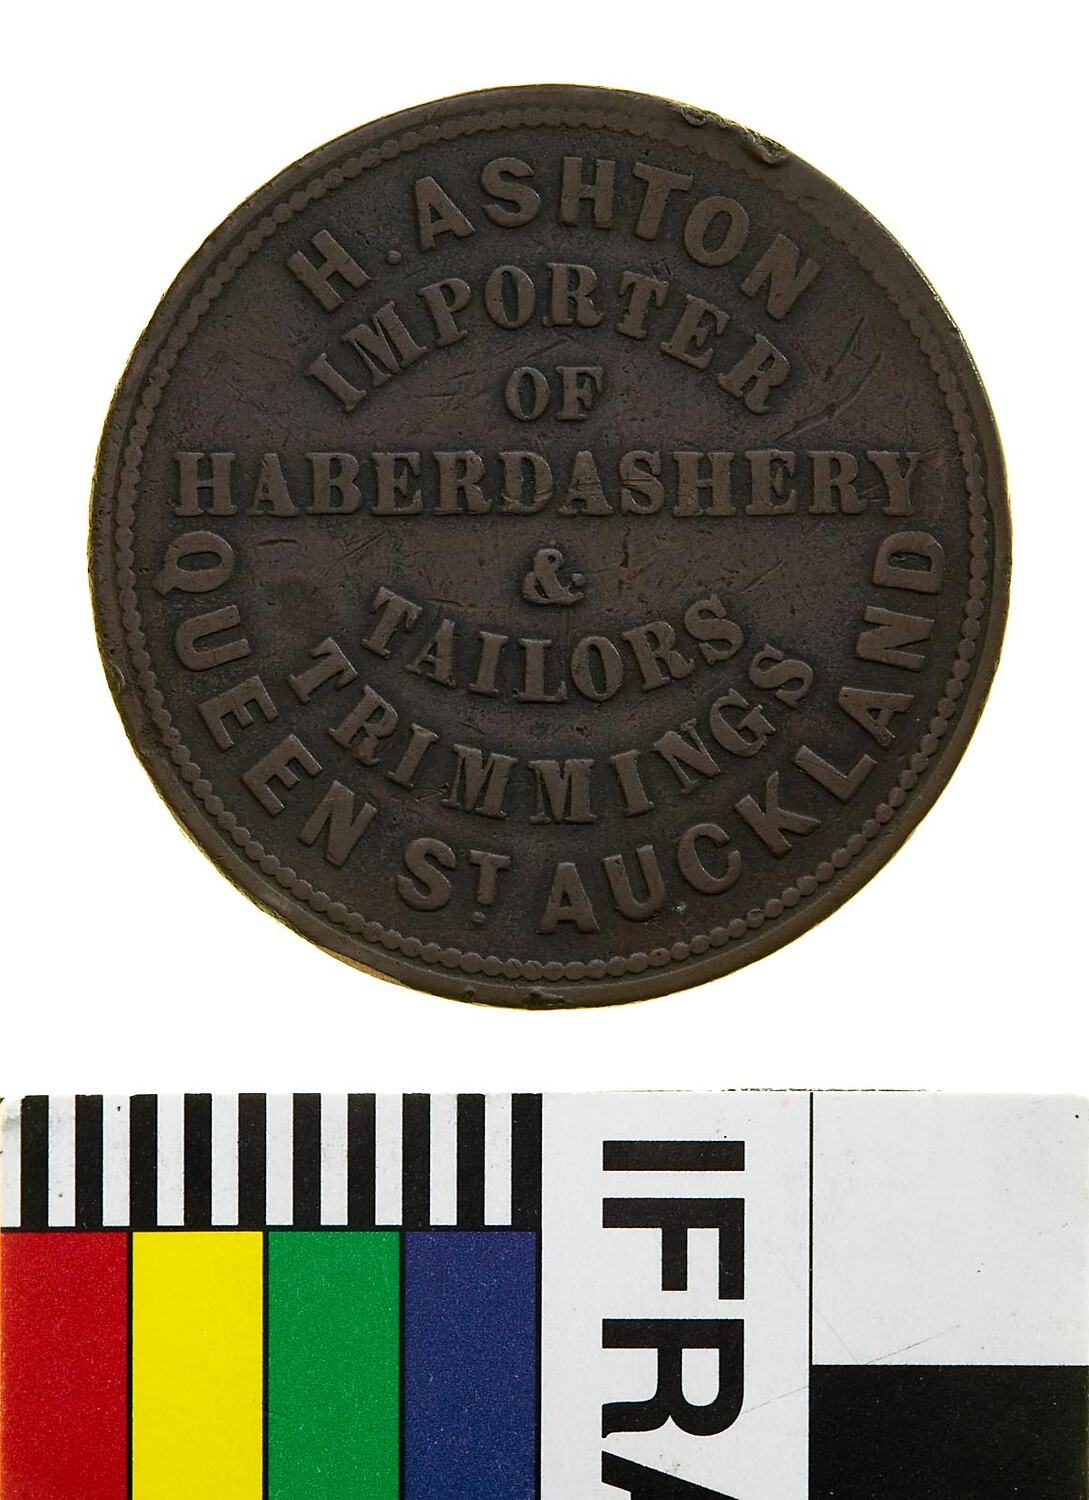 H. ASHTON
IMPORTER
OF
HABERDASHERY
&
TAILORS
TRIMMINGS
QUEEN ST AUCKLAND
IFRA